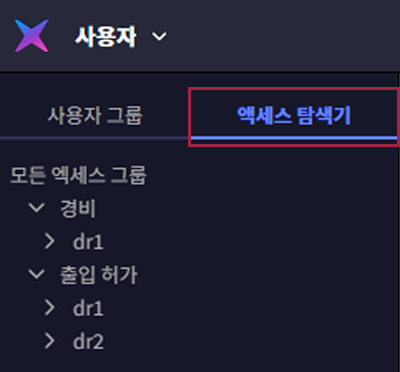 사용자
사용자 그룹
액세스 탐색기
모든 엑세스 그룹
경비
dr1
출입 허가
dr1
dr2